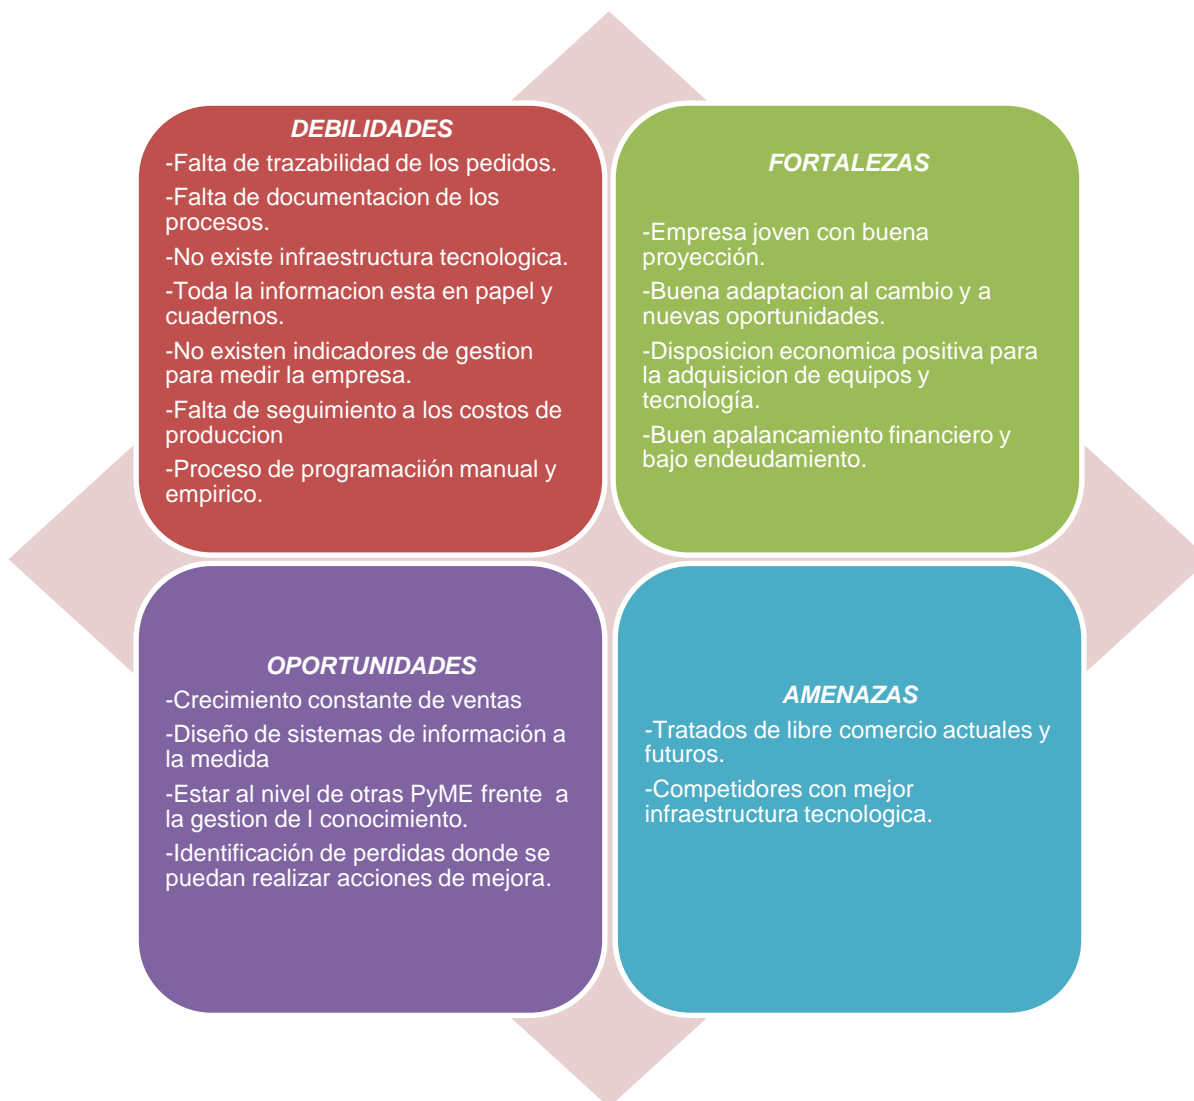 DEBILIDADES
-Falta de trazabilidad de los pedidos.
-Falta de documentacion de los
procesos.
-No existe infraestructura tecnologica.
-Toda la informacion esta en papel y
cuadernos.
-No existen indicadores de gestion
para medir la empresa.
-Falta de seguimiento a los costos de
produccion
-Proceso de programaciión manual y
empirico.
FORTALEZAS
-Empresa joven con buena
proyección.
-Buena adaptacion al cambio y a
nuevas oportunidades.
-Disposicion economica positiva para
la adquisicion de equipos y
tecnología.
-Buen apalancamiento financiero y
bajo endeudamiento.
OPORTUNIDADES
-Crecimiento constante de ventas
-Diseño de sistemas de información a
la medida
-Estar al nivel de otras PyME frente  a
la gestion de l conocimiento.
-Identificación de perdidas donde se
puedan realizar acciones de mejora.
AMENAZAS
-Tratados de libre comercio actuales y
futuros.
-Competidores con mejor
infraestructura tecnologica.